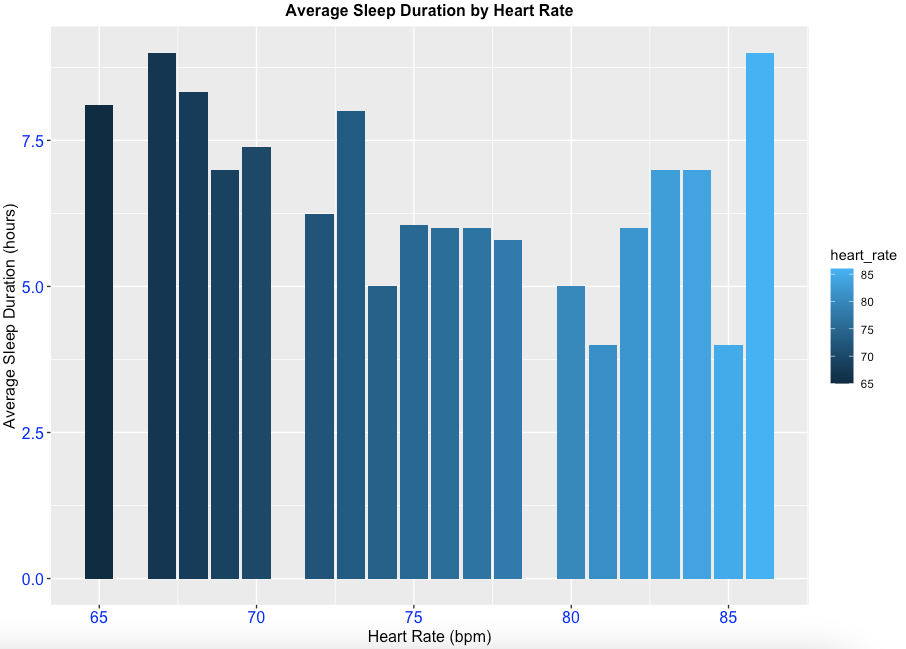 Average Sleep Duration by Heart Rate
Average Sleep Duration (hours)
7.5
5.0
2.5
0.0
65 70 75 80 85
Heart Rate (bpm)
heart_rate
85
80
75
70
65